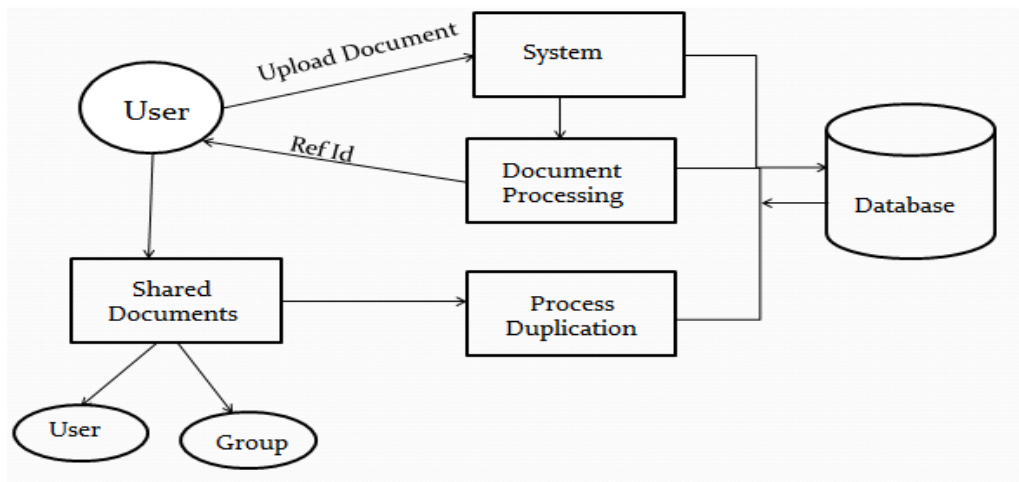 Upload Document
System
User
Ref Id
Document
Processing
Database
Shared
Documents
Process
Duplication
User
Group